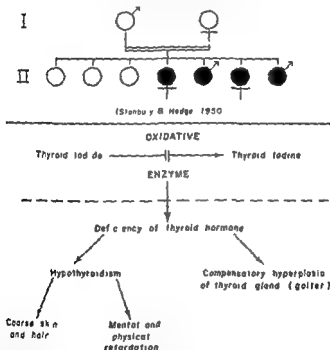 I
II
(Stanbury & Hedge 1950
OXIDATIVE
Thyroid Iodide Thyroid Iodine
ENZYME
Deficiency of thyroid hormone
Hypothyroidism
Compensatory hyperplasia
of thyroid gland (goiter)
Coarse skin
and hair
Mental and
physical
retardation